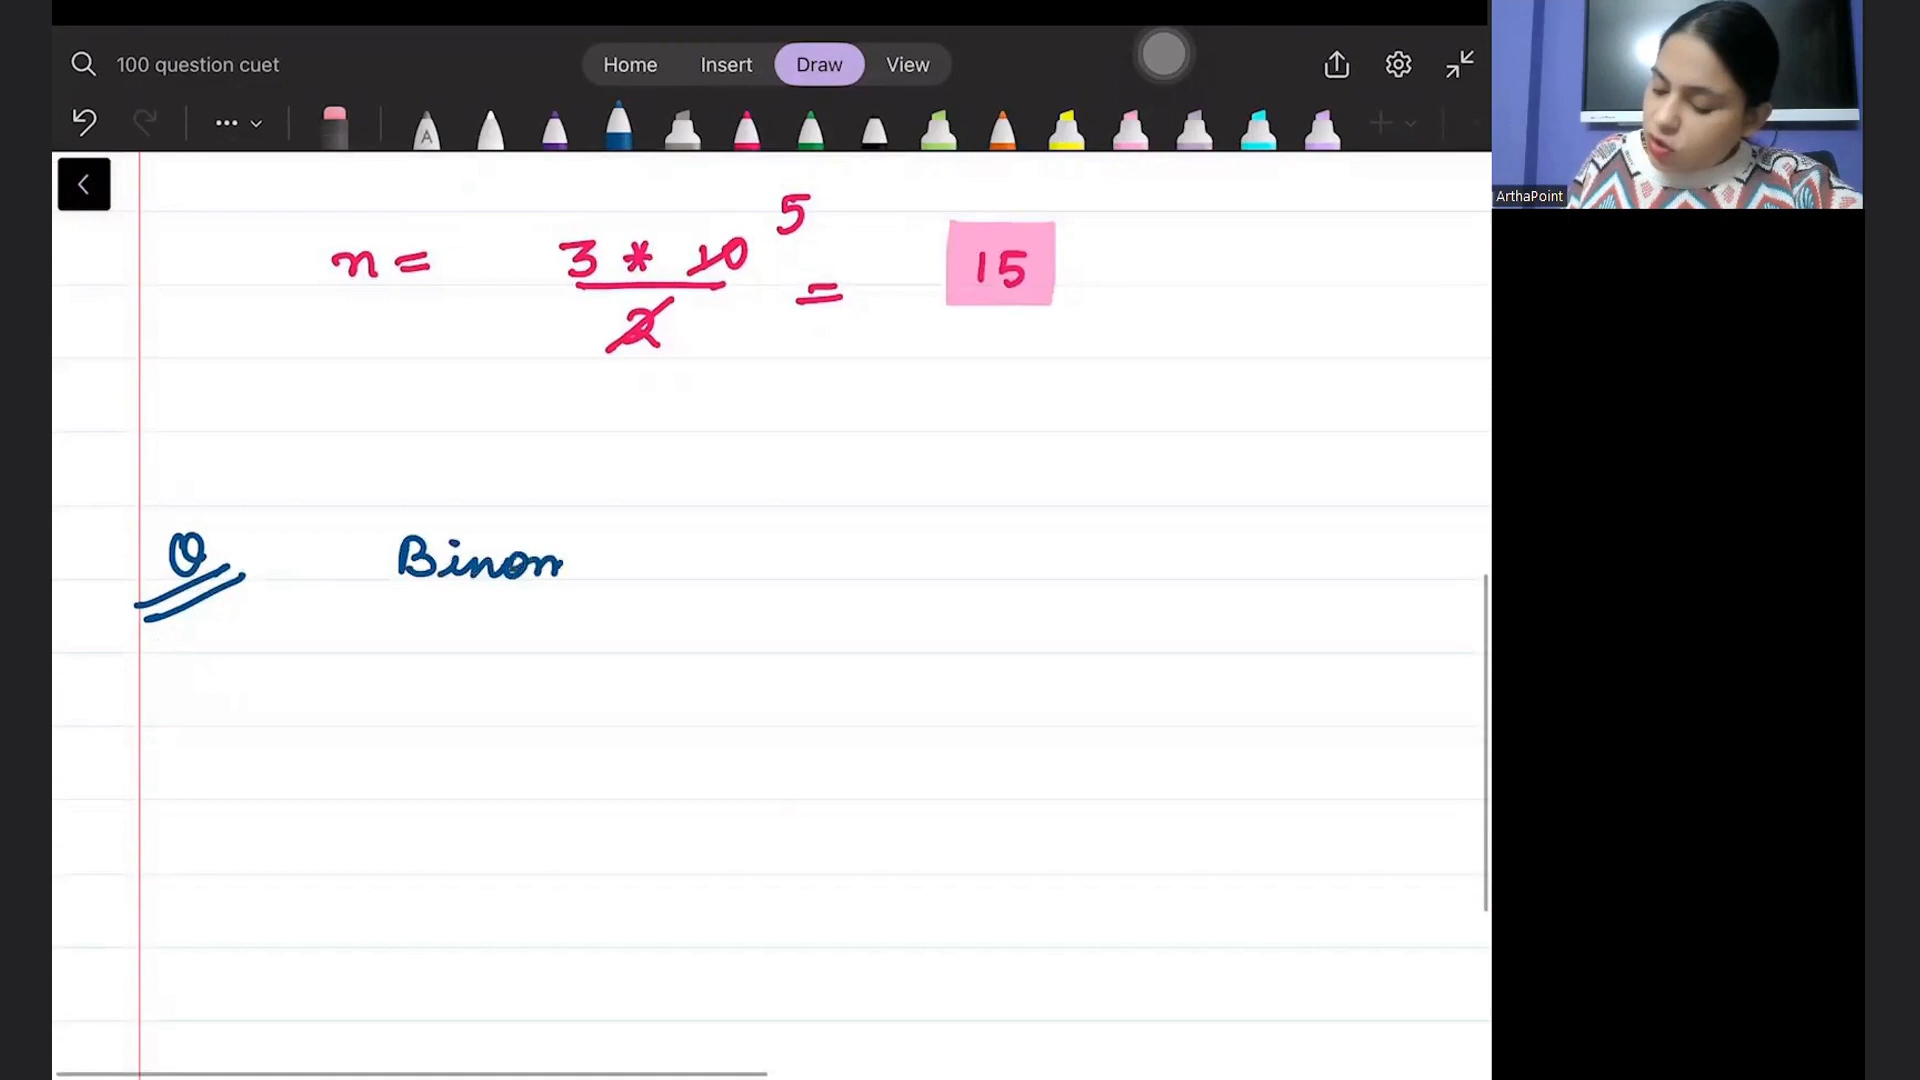 100 question cuet
Home Insert Draw View
A
ArthaPoint
5
n = 3 * 10 = 15
2
Q Binom